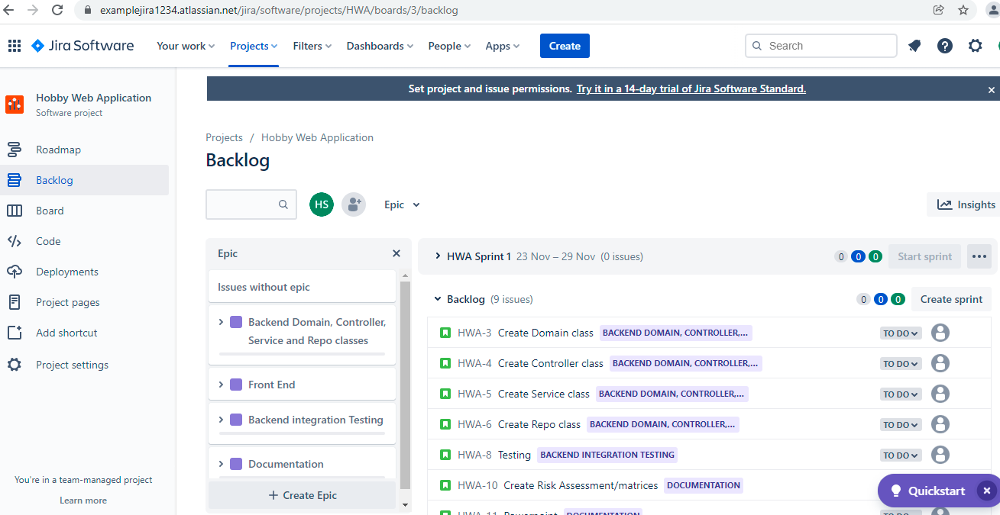 examplejira1234.atlassian.net/jira/software/projects/HWA/boards/3/backlog
Jira Software Your work Projects Filters Dashboards People Apps Create Search
Set project and issue permissions. Try it in a 14-day trial of Jira Software Standard.
Hobby Web Application
Software project
Roadmap
Backlog
Board
Code
Deployments
Project pages
Add shortcut
Project settings
You're in a team-managed project
Learn more
Projects / Hobby Web Application
Backlog
HS Epic Insights
Epic
Issues without epic
Backend Domain, Controller,
Service and Repo classes
Front End
Backend integration Testing
Documentation
+ Create Epic
HWA Sprint 1 23 Nov – 29 Nov (0 issues) 0 0 0 Start sprint
Backlog (9 issues) 0 0 0 Create sprint
HWA-3 Create Domain class BACKEND DOMAIN, CONTROLLER,... TO DO
HWA-4 Create Controller class BACKEND DOMAIN, CONTROLLER,... TO DO
HWA-5 Create Service class BACKEND DOMAIN, CONTROLLER,... TO DO
HWA-6 Create Repo class BACKEND DOMAIN, CONTROLLER,... TO DO
HWA-8 Testing BACKEND INTEGRATION TESTING TO DO
HWA-10 Create Risk Assessment/matrices DOCUMENTATION
HWA-11 Powerpoint DOCUMENTATION TO DO
Quickstart